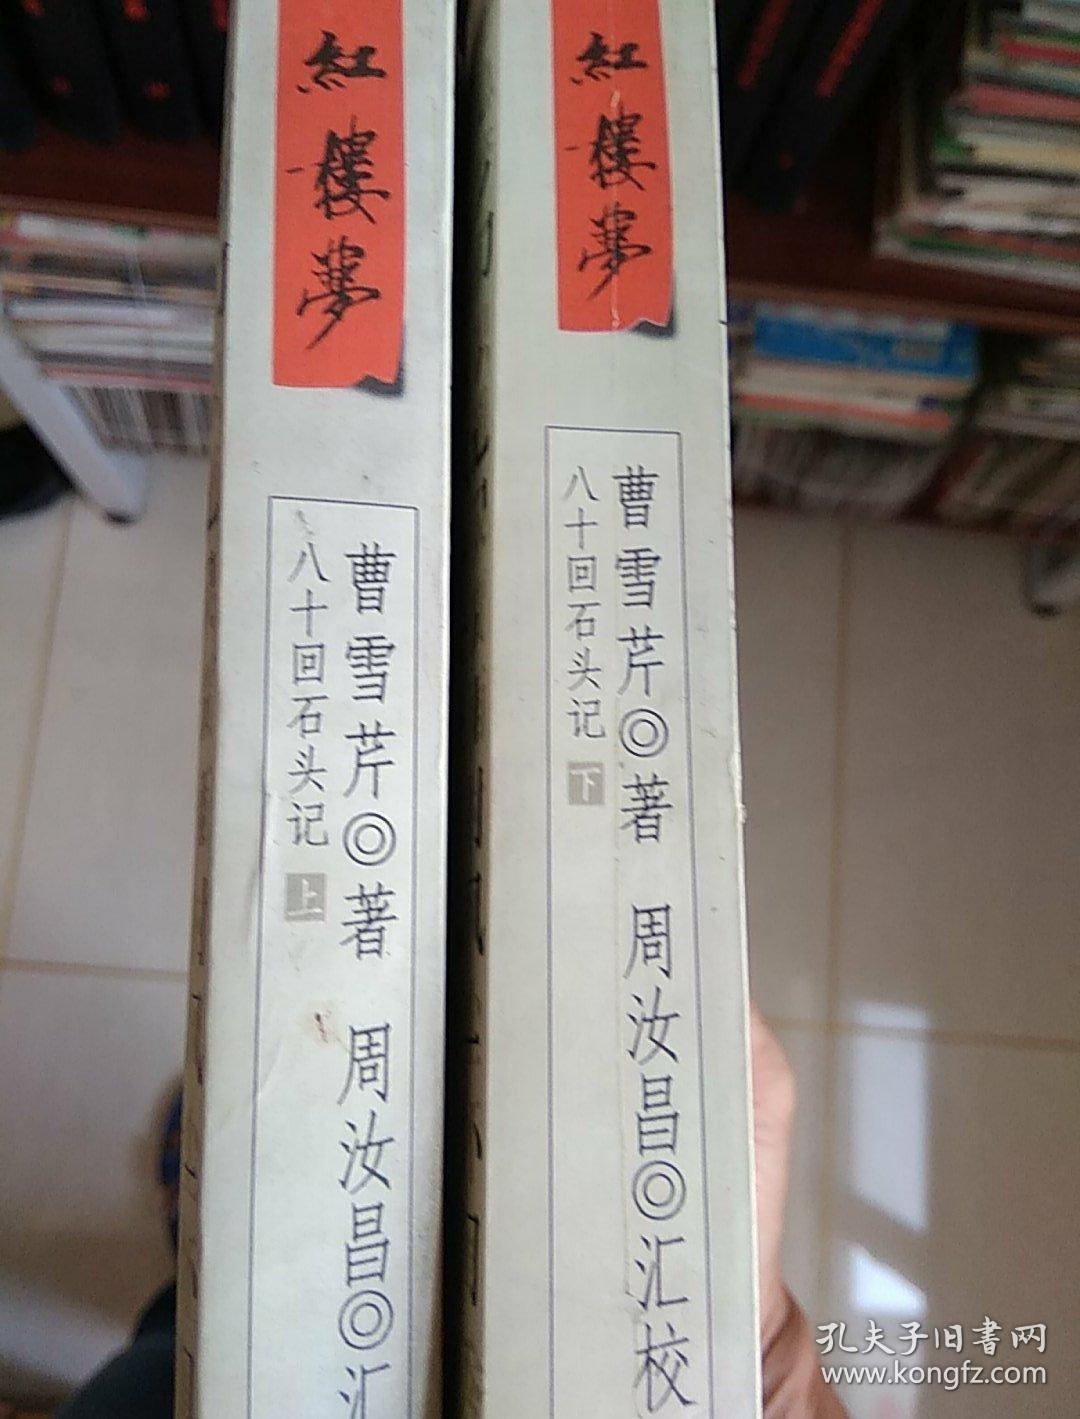 紅樓夢
曹雪芹◎著 周汝昌◎汇
八十回石头记 上
紅樓夢
曹雪芹◎著 周汝昌◎汇校
八十回石头记 下
孔夫子旧書网
www.kongfz.com